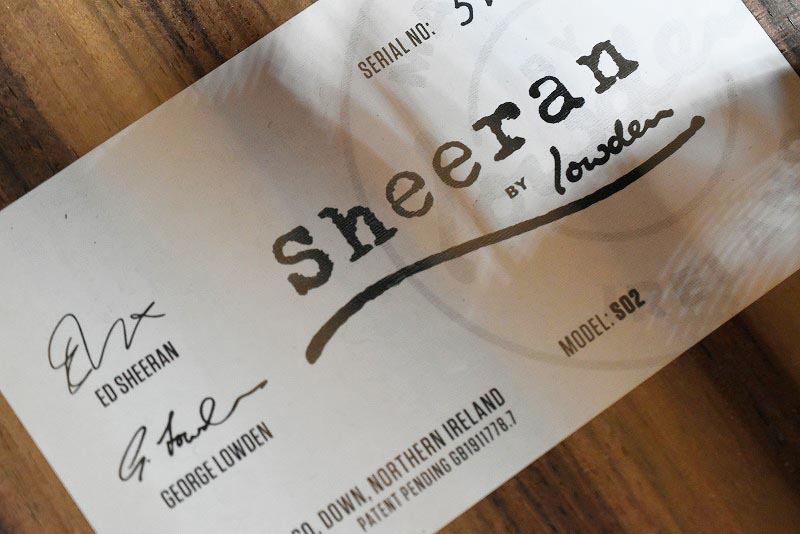 SERIAL NO:
Sheeran
BY lowden
MODEL: S02
ED SHEERAN
G. Lowden
GEORGE LOWDEN
CO, DOWN, NORTHERN IRELAND
PATENT PENDING GB1911778.7